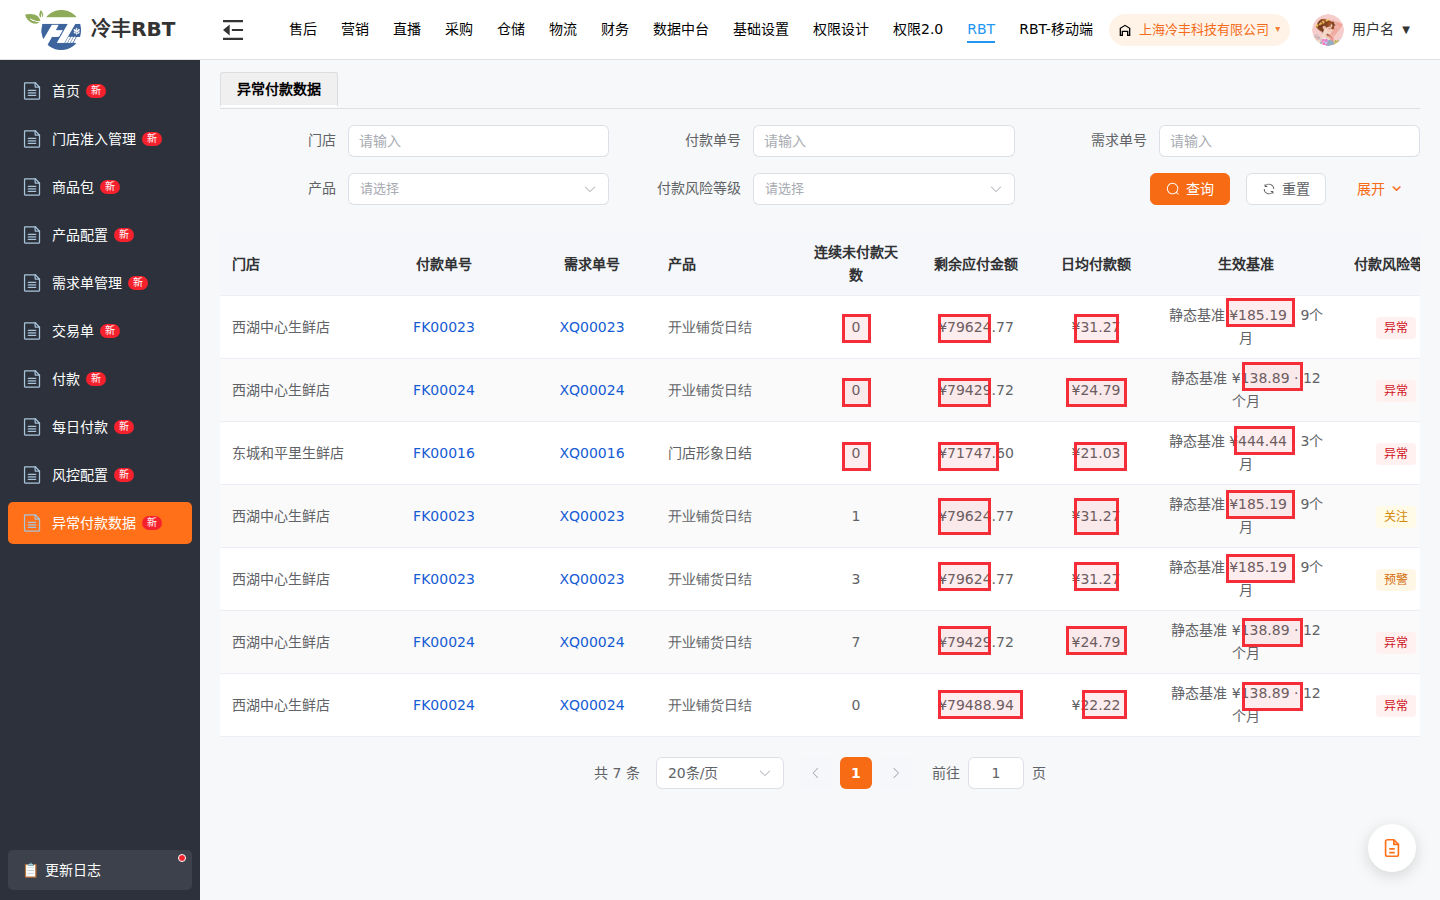 冷丰RBT
售后 营销 直播 采购 仓储 物流 财务 数据中台 基础设置 权限设计 权限2.0 RBT RBT-移动端 上海冷丰科技有限公司 ▾ 用户名 ▼
首页 新
门店准入管理 新
商品包 新
产品配置 新
需求单管理 新
交易单 新
付款 新
每日付款 新
风控配置 新
异常付款数据 新
更新日志
异常付款数据
门店 请输入 付款单号 请输入 需求单号 请输入
产品 请选择 付款风险等级 请选择 查询 重置 展开
门店 付款单号 需求单号 产品 连续未付款天数 剩余应付金额 日均付款额 生效基准 付款风险等
西湖中心生鲜店 FK00023 XQ00023 开业铺货日结 0 ¥79624.77 ¥31.27 静态基准 ¥185.19 · 9个月 异常
西湖中心生鲜店 FK00024 XQ00024 开业铺货日结 0 ¥79429.72 ¥24.79 静态基准 ¥138.89 · 12个月 异常
东城和平里生鲜店 FK00016 XQ00016 门店形象日结 0 ¥71747.60 ¥21.03 静态基准 ¥444.44 · 3个月 异常
西湖中心生鲜店 FK00023 XQ00023 开业铺货日结 1 ¥79624.77 ¥31.27 静态基准 ¥185.19 · 9个月 关注
西湖中心生鲜店 FK00023 XQ00023 开业铺货日结 3 ¥79624.77 ¥31.27 静态基准 ¥185.19 · 9个月 预警
西湖中心生鲜店 FK00024 XQ00024 开业铺货日结 7 ¥79429.72 ¥24.79 静态基准 ¥138.89 · 12个月 异常
西湖中心生鲜店 FK00024 XQ00024 开业铺货日结 0 ¥79488.94 ¥22.22 静态基准 ¥138.89 · 12个月 异常
共 7 条 20条/页 1 前往 1 页